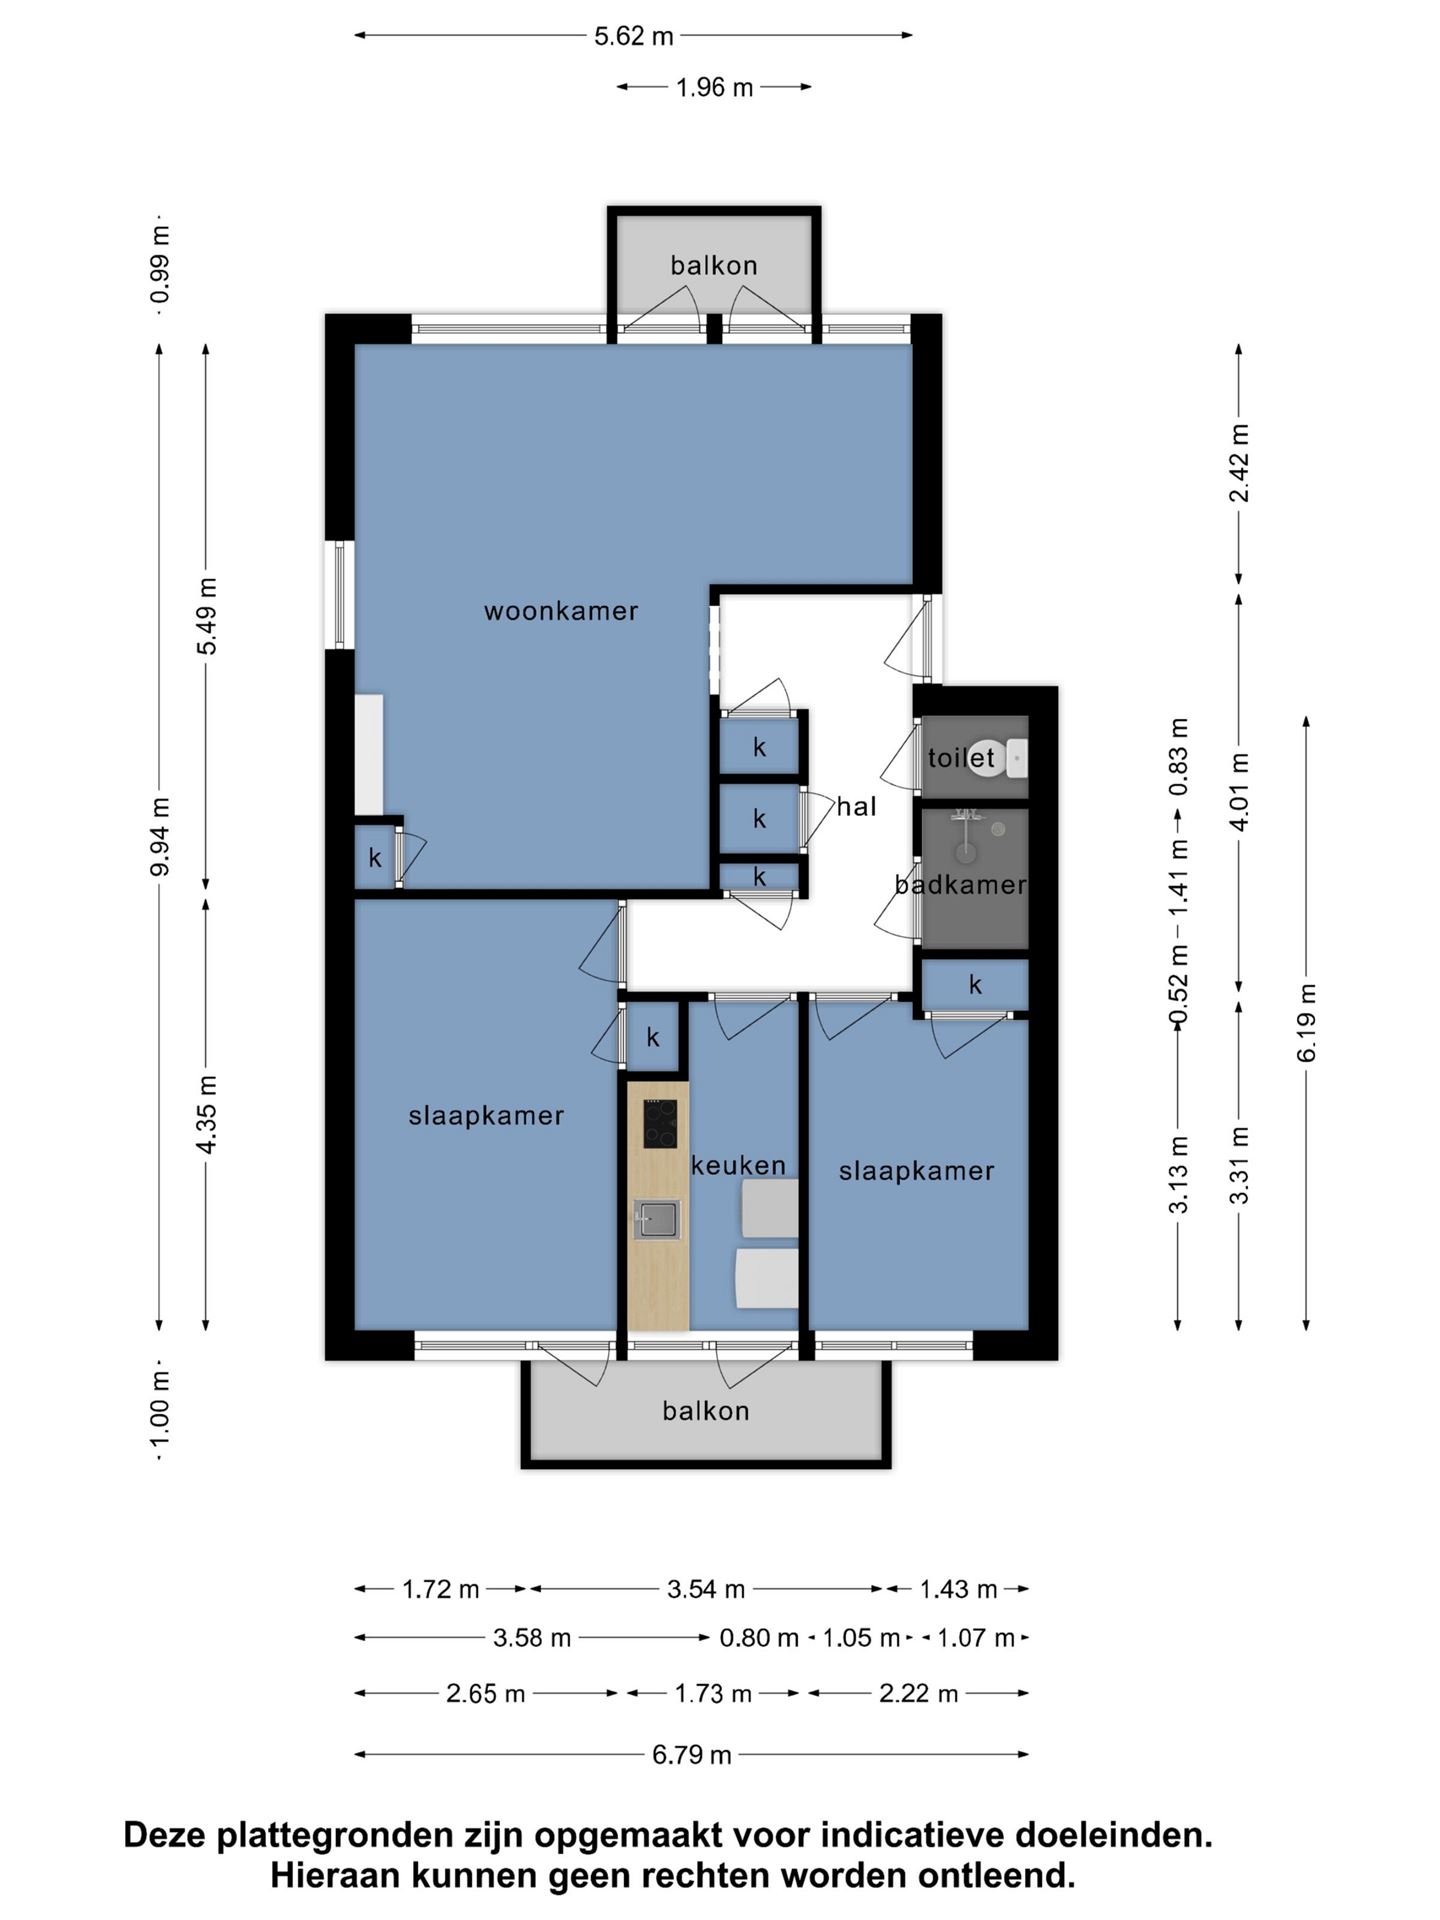 5.62 m
1.96 m
0.99 m
balkon
2.42 m
5.49 m
woonkamer
9.94 m
k
k
k
k
hal
toilet
badkamer
0.83 m
1.41 m
0.52 m
4.01 m
6.19 m
k
k
slaapkamer
keuken
slaapkamer
4.35 m
3.13 m
3.31 m
1.00 m
balkon
1.72 m 3.54 m 1.43 m
3.58 m 0.80 m 1.05 m 1.07 m
2.65 m 1.73 m 2.22 m
6.79 m
Deze plattegronden zijn opgemaakt voor indicatieve doeleinden.
Hieraan kunnen geen rechten worden ontleend.